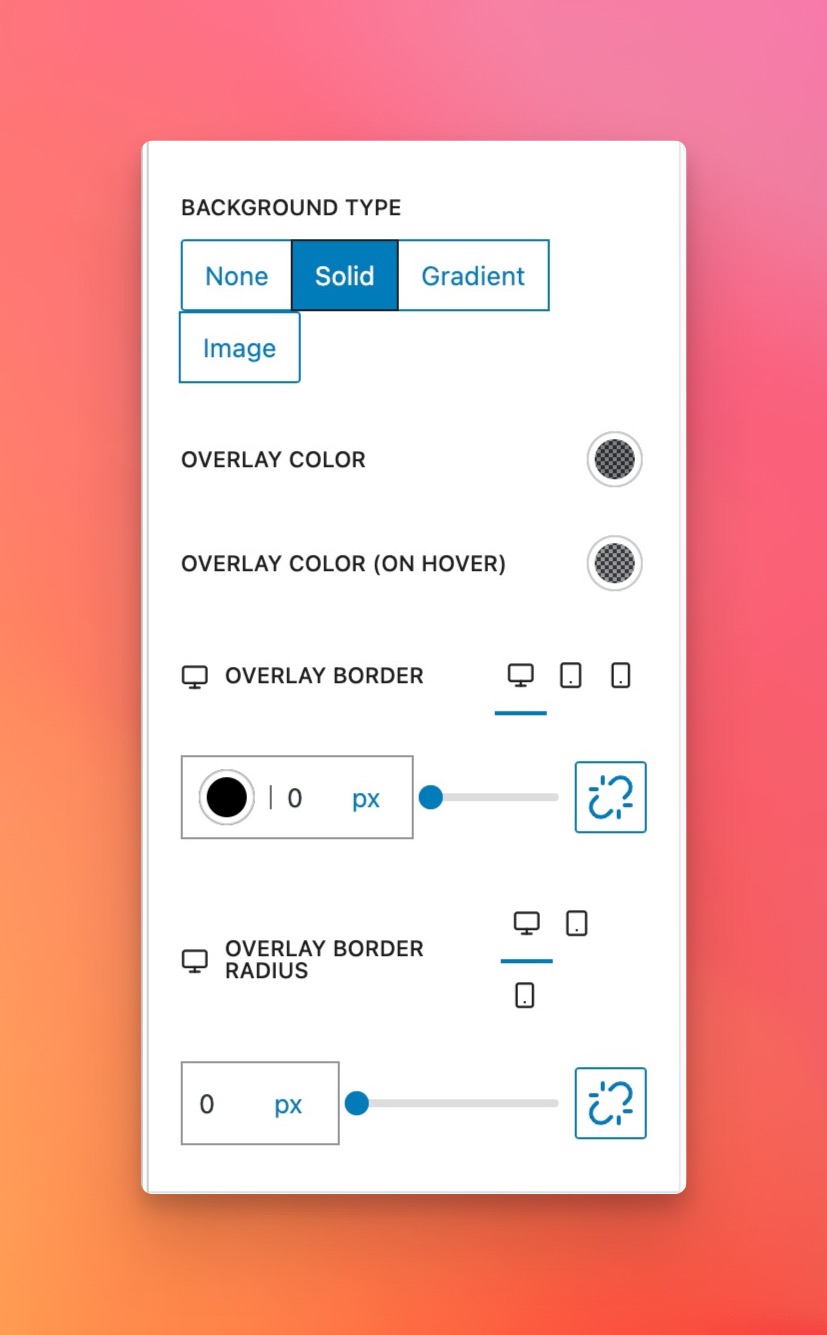 BACKGROUND TYPE
None Solid Gradient
Image
OVERLAY COLOR
OVERLAY COLOR (ON HOVER)
OVERLAY BORDER
0 px
OVERLAY BORDER
RADIUS
0 px